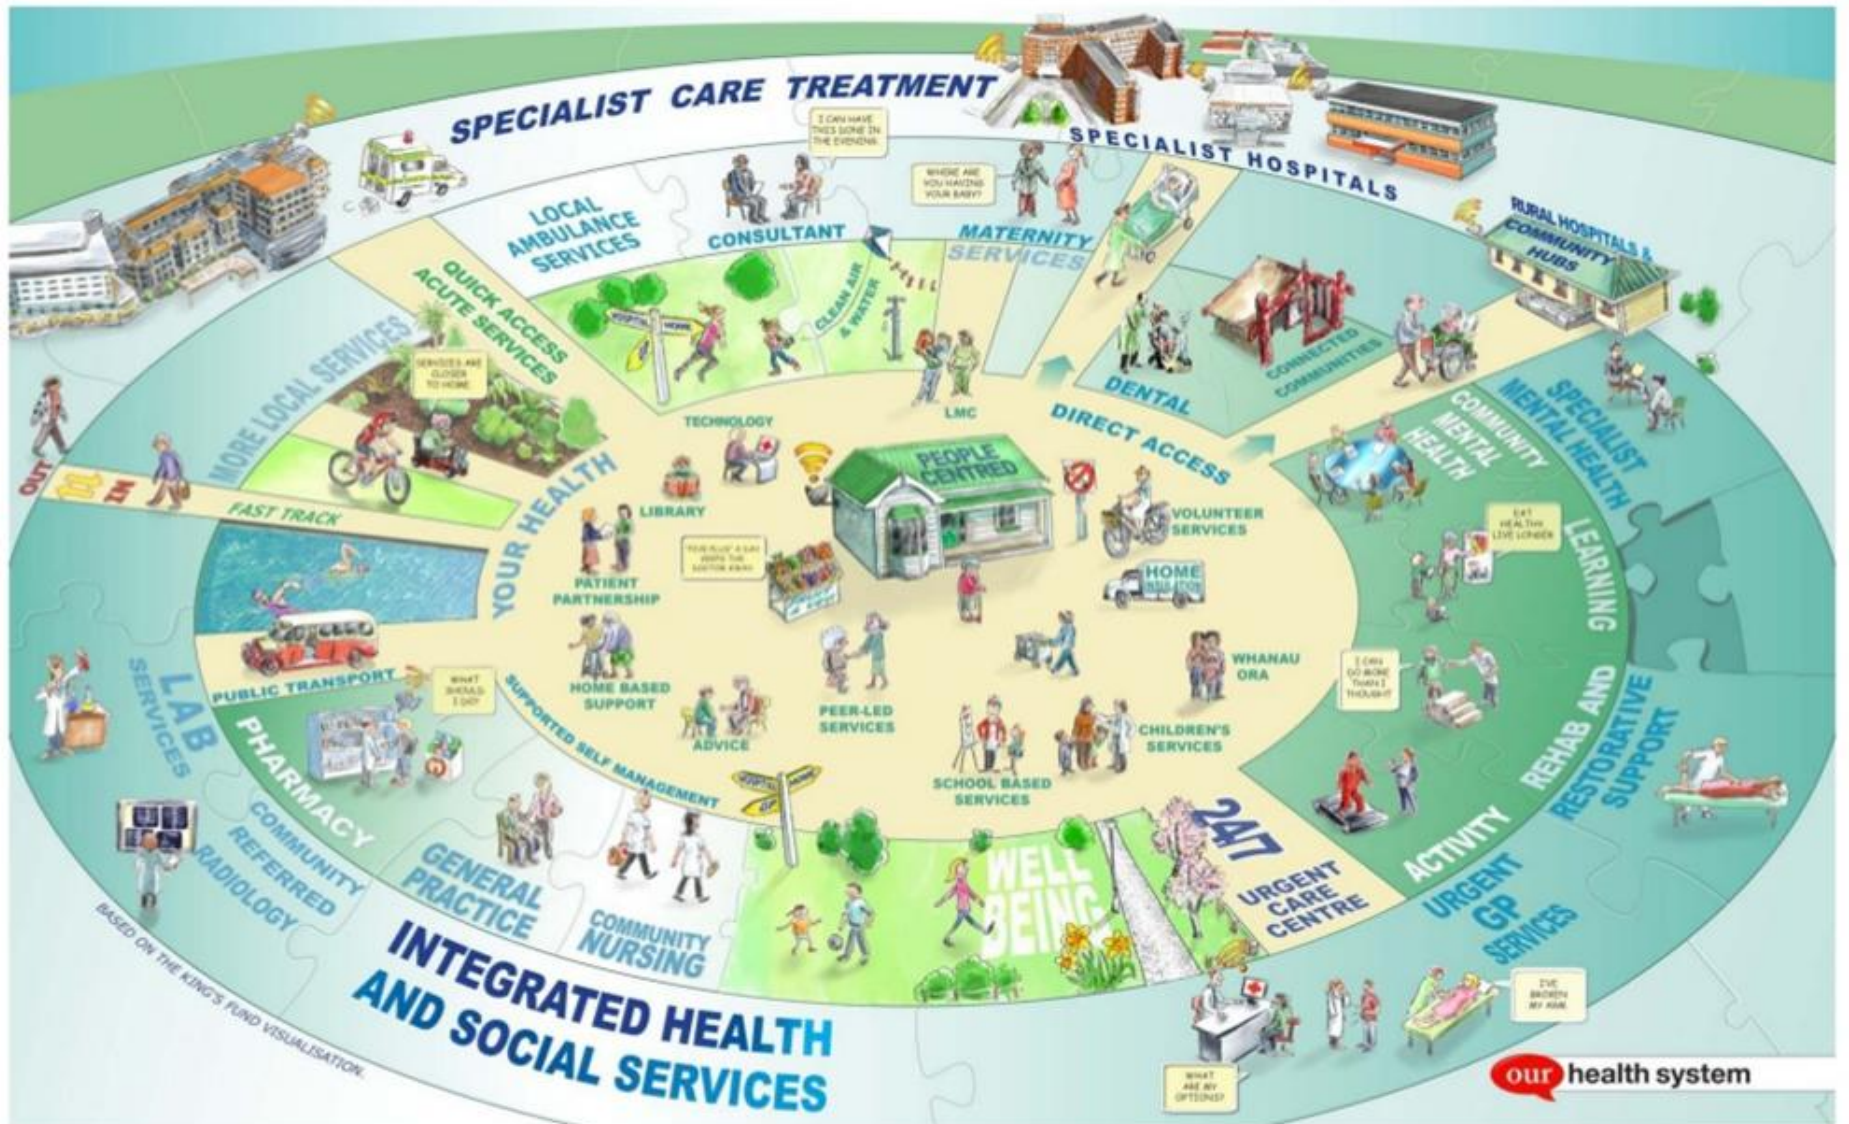 SPECIALIST CARE TREATMENT
SPECIALIST HOSPITALS
RURAL HOSPITALS &
COMMUNITY
HUBS
I CAN HAVE
THIS DONE IN
THE EVENING
WHERE ARE
YOU HAVING
YOUR BABY?
LOCAL
AMBULANCE
SERVICES
CONSULTANT
MATERNITY
SERVICES
QUICK ACCESS
ACUTE SERVICES
CLEAN AIR
& WATER
HOSPITAL
HOME
MORE LOCAL SERVICES
SERVICES ARE
CLOSER
TO HOME
OUT
IN
FAST TRACK
YOUR HEALTH
TECHNOLOGY
LMC
DIRECT ACCESS
DENTAL
CONNECTED
COMMUNITIES
COMMUNITY
MENTAL
HEALTH
SPECIALIST
MENTAL HEALTH
PEOPLE
CENTRED
LIBRARY
VOLUNTEER
SERVICES
PATIENT
PARTNERSHIP
HOME
INSULATION
EAT
HEALTHY
LIVE LONGER
LEARNING
HOME BASED
SUPPORT
ADVICE
PEER-LED
SERVICES
WHANAU
ORA
CHILDREN'S
SERVICES
SCHOOL BASED
SERVICES
I CAN
DO MORE
THAN I
THOUGHT
REHAB AND
ACTIVITY
RESTORATIVE
SUPPORT
PUBLIC TRANSPORT
WHAT
SHOULD
I DO?
SUPPORTED SELF MANAGEMENT
HOSPITAL
HOME
GP
LAB
SERVICES
PHARMACY
COMMUNITY
REFERRED
RADIOLOGY
GENERAL
PRACTICE
COMMUNITY
NURSING
WELL
BEING
24/7
URGENT
CARE
CENTRE
URGENT
GP
SERVICES
I'VE
BROKEN
MY ARM
WHAT
ARE MY
OPTIONS?
INTEGRATED HEALTH
AND SOCIAL SERVICES
BASED ON THE KING'S FUND VISUALISATION.
our health system